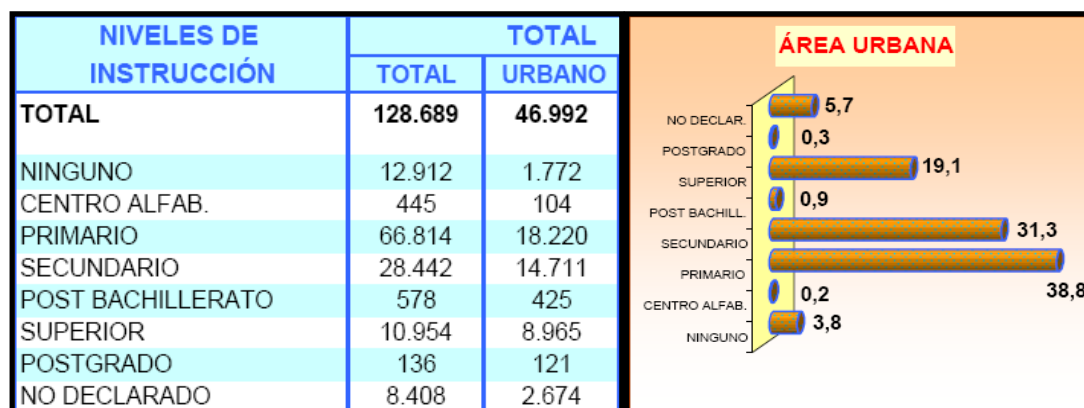 NIVELES DE INSTRUCCIÓN
TOTAL
TOTAL URBANO
TOTAL 128.689 46.992
NINGUNO 12.912 1.772
CENTRO ALFAB. 445 104
PRIMARIO 66.814 18.220
SECUNDARIO 28.442 14.711
POST BACHILLERATO 578 425
SUPERIOR 10.954 8.965
POSTGRADO 136 121
NO DECLARADO 8.408 2.674
ÁREA URBANA
NO DECLAR. 5,7
POSTGRADO 0,3
SUPERIOR 19,1
POST BACHILL. 0,9
SECUNDARIO 31,3
PRIMARIO 38,8
CENTRO ALFAB. 0,2
NINGUNO 3,8